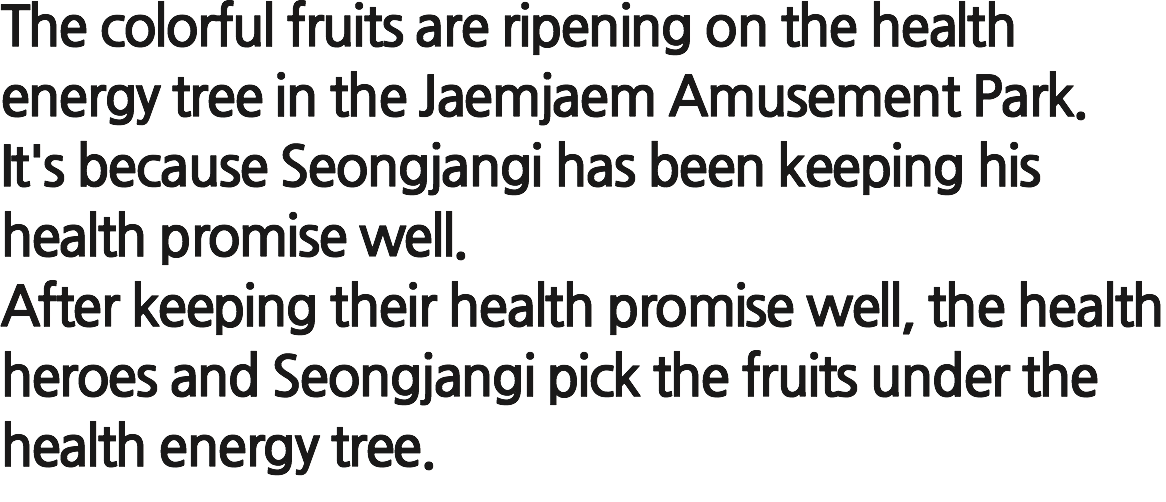 The colorful fruits are ripening on the health
energy tree in the Jaemjaem Amusement Park.
It's because Seongjangi has been keeping his
health promise well.
After keeping their health promise well, the health
heroes and Seongjangi pick the fruits under the
health energy tree.